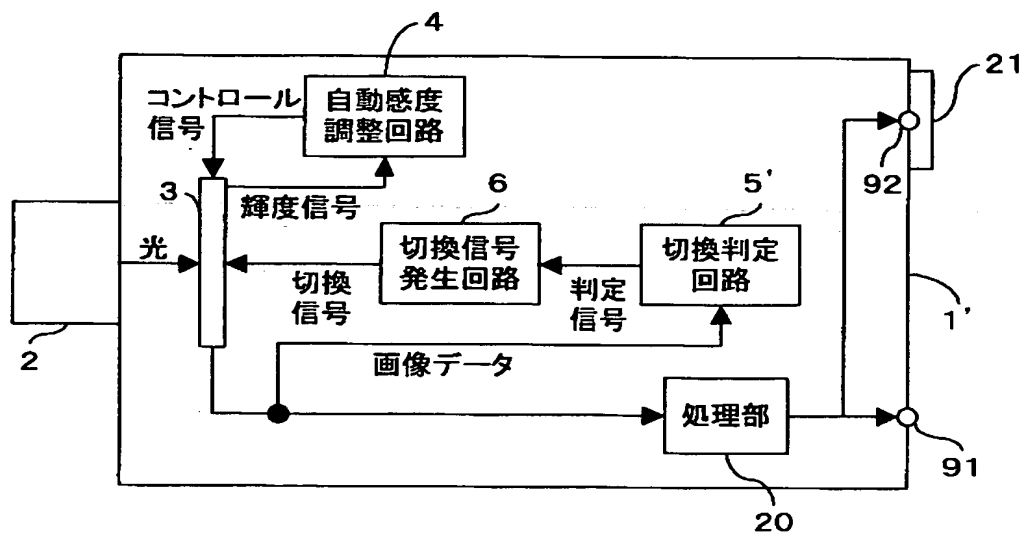 4
21
コントロール
信号
自動感度
調整回路
92
3
輝度信号
6
5'
光
切換信号
発生回路
切換判定
回路
切換
信号
判定
信号
1'
2
画像データ
処理部
91
20